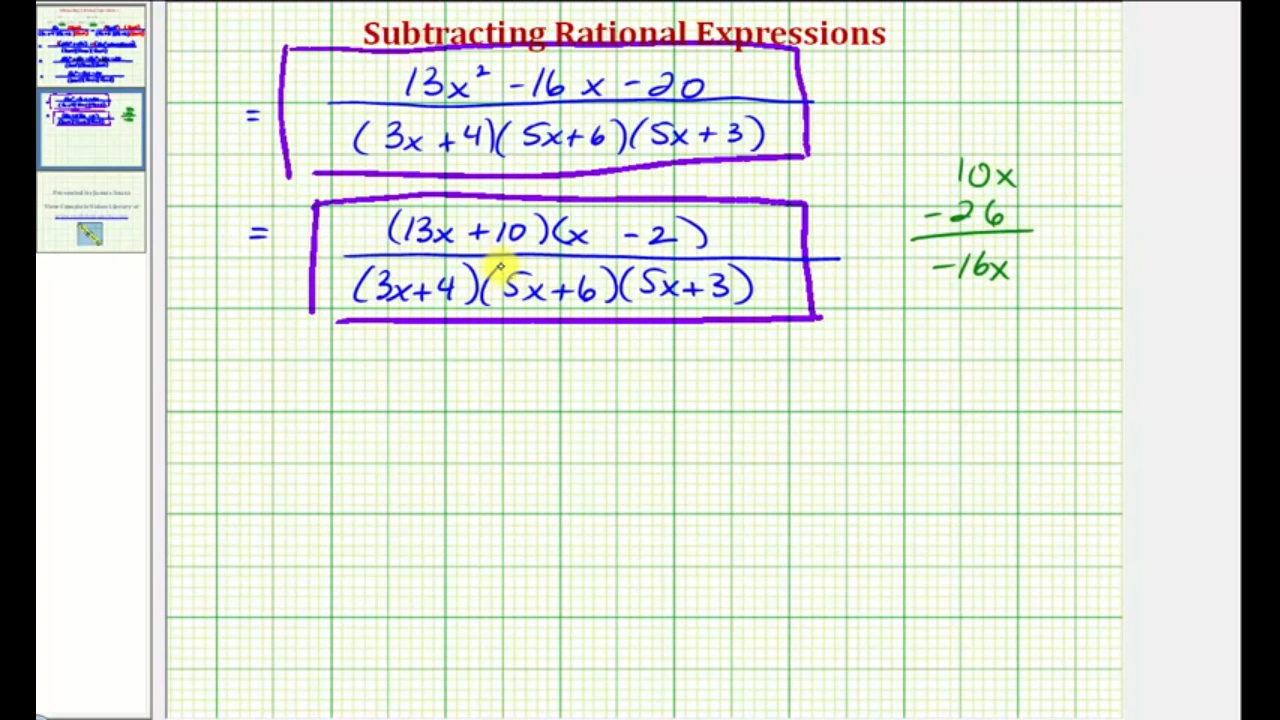 Subtracting Rational Expressions
= 13x² - 16x - 20
(3x + 4)(5x + 6)(5x + 3)
10x
- 26
- 16x
= (13x + 10)(x - 2)
(3x + 4)(5x + 6)(5x + 3)